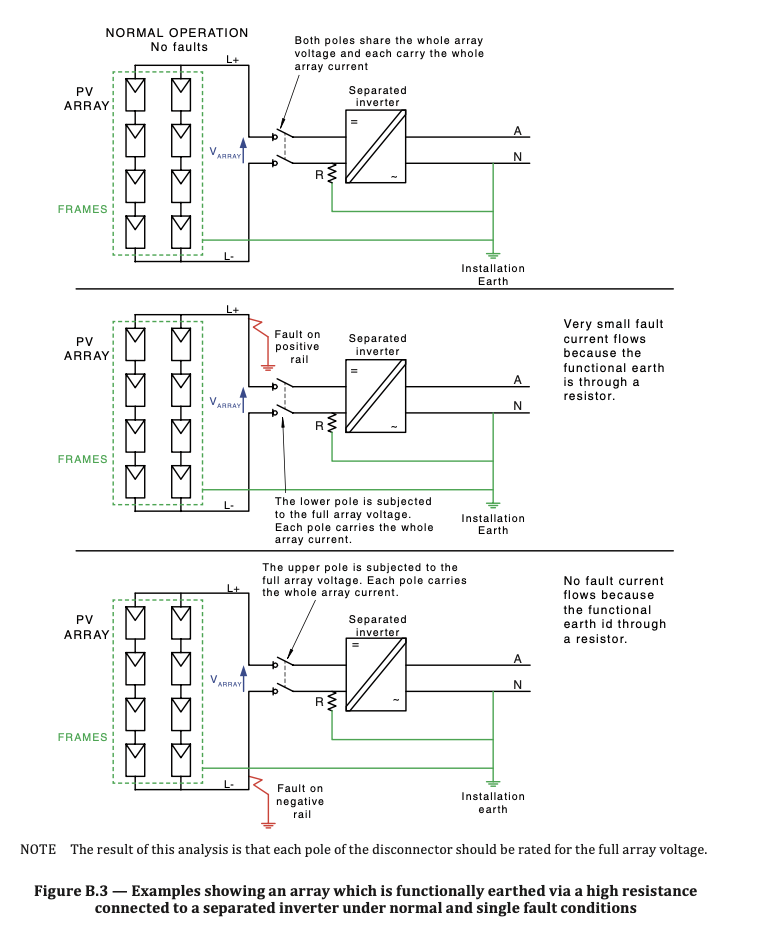 NORMAL OPERATION
No faults
L+
Both poles share the whole array
voltage and each carry the whole
array current
PV
ARRAY
Separated
inverter
=
A
VARRAY
N
R
~
FRAMES
L-
Installation
Earth
L+
Fault on
positive
rail
Very small fault
current flows
because the
functional earth
is through a
resistor.
PV
ARRAY
Separated
inverter
=
A
VARRAY
N
R
~
FRAMES
L-
The lower pole is subjected
to the full array voltage.
Each pole carries the whole
array current.
Installation
Earth
The upper pole is subjected to the
full array voltage. Each pole carries
the whole array current.
L+
No fault current
flows because
the functional
earth id through
a resistor.
PV
ARRAY
Separated
inverter
=
A
VARRAY
N
R
~
FRAMES
L-
Fault on
negative
rail
Installation
earth
NOTE The result of this analysis is that each pole of the disconnector should be rated for the full array voltage.
Figure B.3 — Examples showing an array which is functionally earthed via a high resistance
connected to a separated inverter under normal and single fault conditions